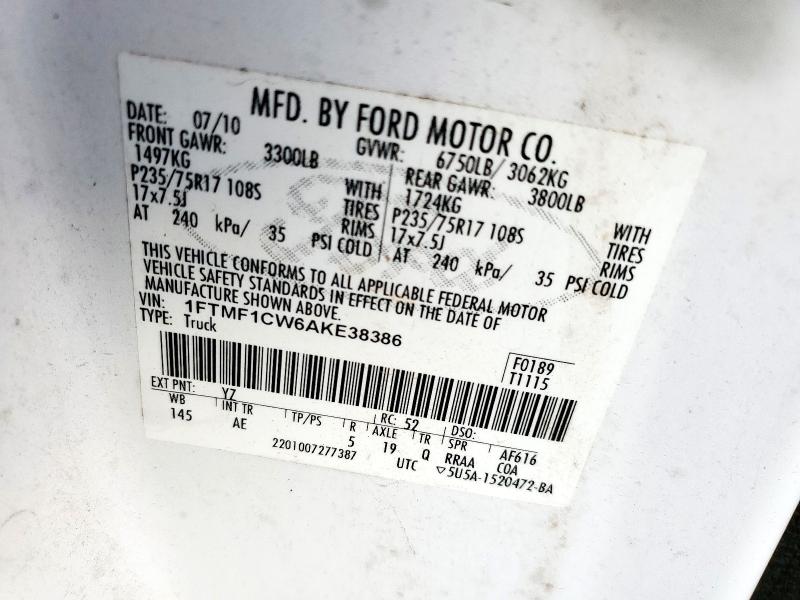 MFD. BY FORD MOTOR CO.
DATE: 07/10 GVWR: 6750LB/ 3062KG
FRONT GAWR: 3300LB REAR GAWR: 3800LB
1497KG 1724KG
P235/75R17 108S WITH TIRES P235/75R17 108S WITH TIRES
17x7.5J RIMS 17x7.5J RIMS
AT 240 kPa/ 35 PSI COLD AT 240 kPa/ 35 PSI COLD
THIS VEHICLE CONFORMS TO ALL APPLICABLE FEDERAL MOTOR
VEHICLE SAFETY STANDARDS IN EFFECT ON THE DATE OF
MANUFACTURE SHOWN ABOVE.
VIN: 1FTMF1CW6AKE38386
TYPE: Truck
F0189
T1115
EXT PNT: YZ RC: 52 DSO:
WB INT TR TP/PS R AXLE TR SPR AF616
145 AE 5 19 Q RRAA COA
2201007277387 UTC ▽5U5A-1520472-BA